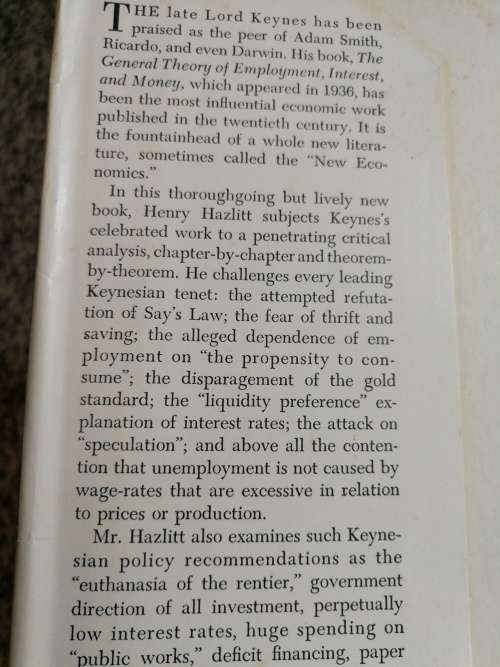 THE late Lord Keynes has been
praised as the peer of Adam Smith,
Ricardo, and even Darwin. His book, The
General Theory of Employment, Interest,
and Money, which appeared in 1936, has
been the most influential economic work
published in the twentieth century. It is
the fountainhead of a whole new litera-
ture, sometimes called the “New Eco-
nomics.”
In this thoroughgoing but lively new
book, Henry Hazlitt subjects Keynes’s
celebrated work to a penetrating critical
analysis, chapter-by-chapter and theorem-
by-theorem. He challenges every leading
Keynesian tenet: the attempted refuta-
tion of Say’s Law; the fear of thrift and
saving; the alleged dependence of em-
ployment on “the propensity to con-
sume”; the disparagement of the gold
standard; the “liquidity preference” ex-
planation of interest rates; the attack on
“speculation”; and above all the conten-
tion that unemployment is not caused by
wage-rates that are excessive in relation
to prices or production.
Mr. Hazlitt also examines such Keyne-
sian policy recommendations as the
“euthanasia of the rentier,” government
direction of all investment, perpetually
low interest rates, huge spending on
“public works,” deficit financing, paper